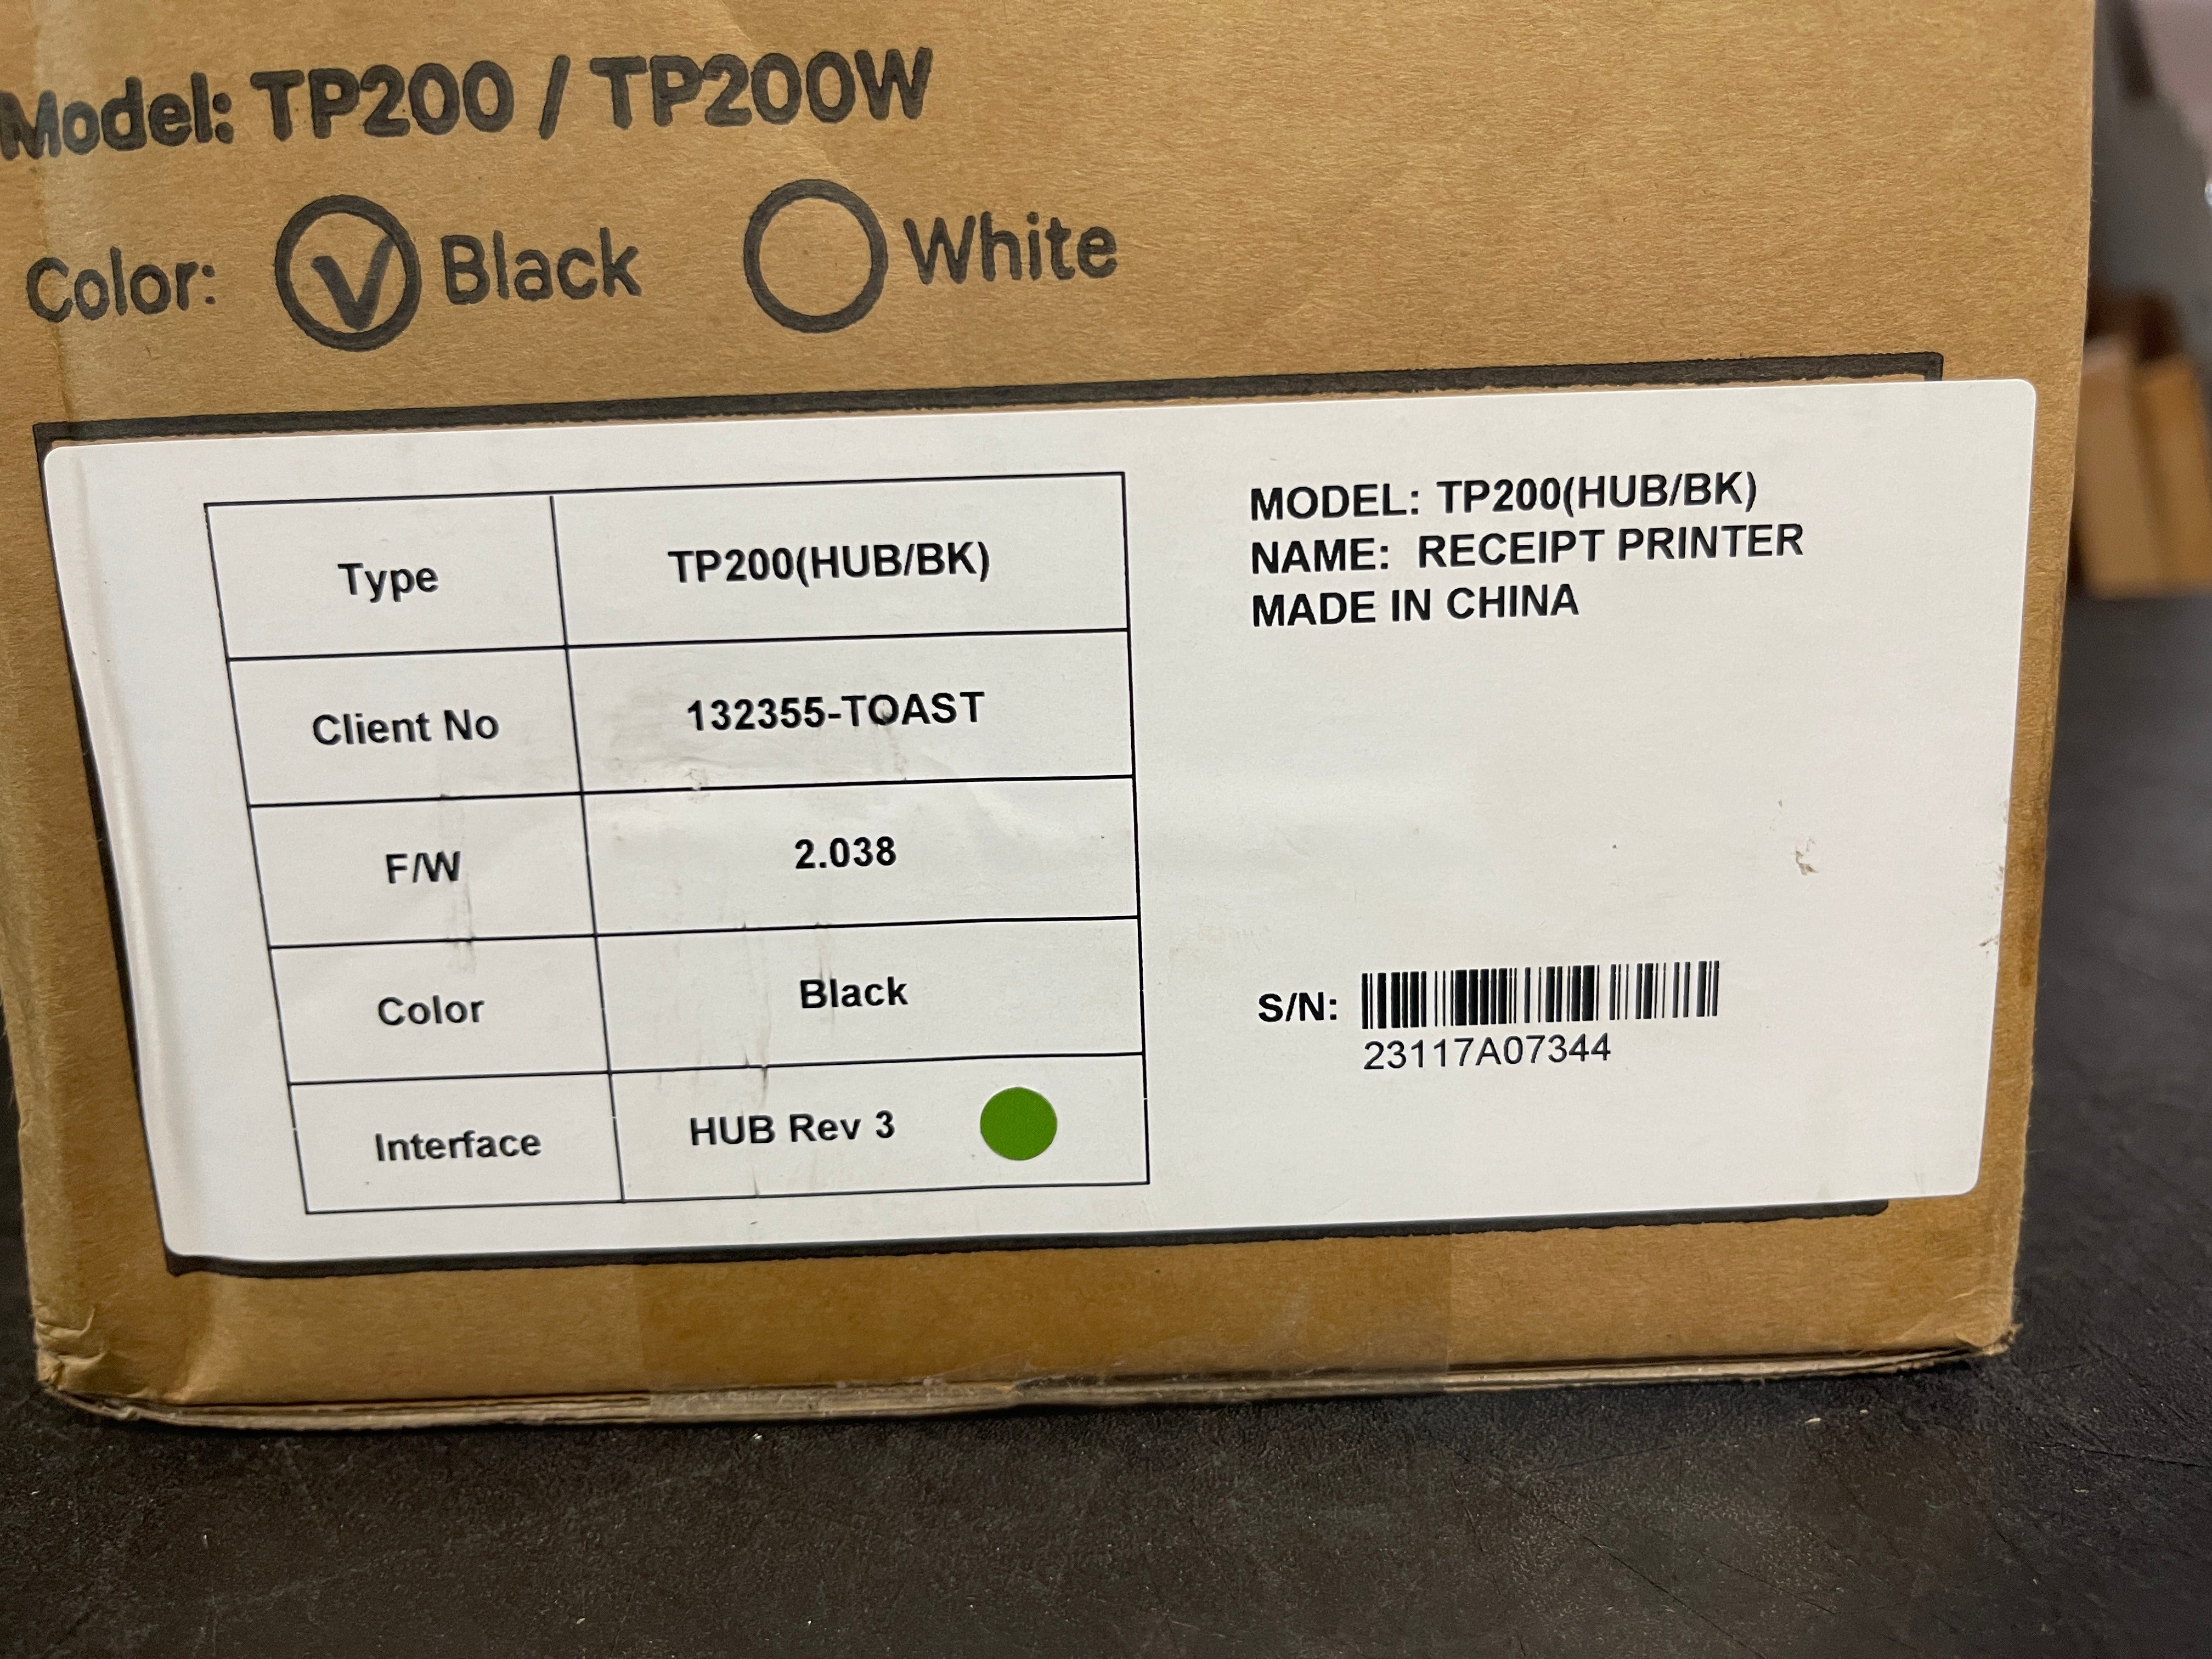 Model: TP200 / TP200W
Color: Black White
Type TP200(HUB/BK)
Client No 132355-TOAST
F/W 2.038
Color Black
Interface HUB Rev 3
MODEL: TP200(HUB/BK)
NAME: RECEIPT PRINTER
MADE IN CHINA
S/N:
23117A07344